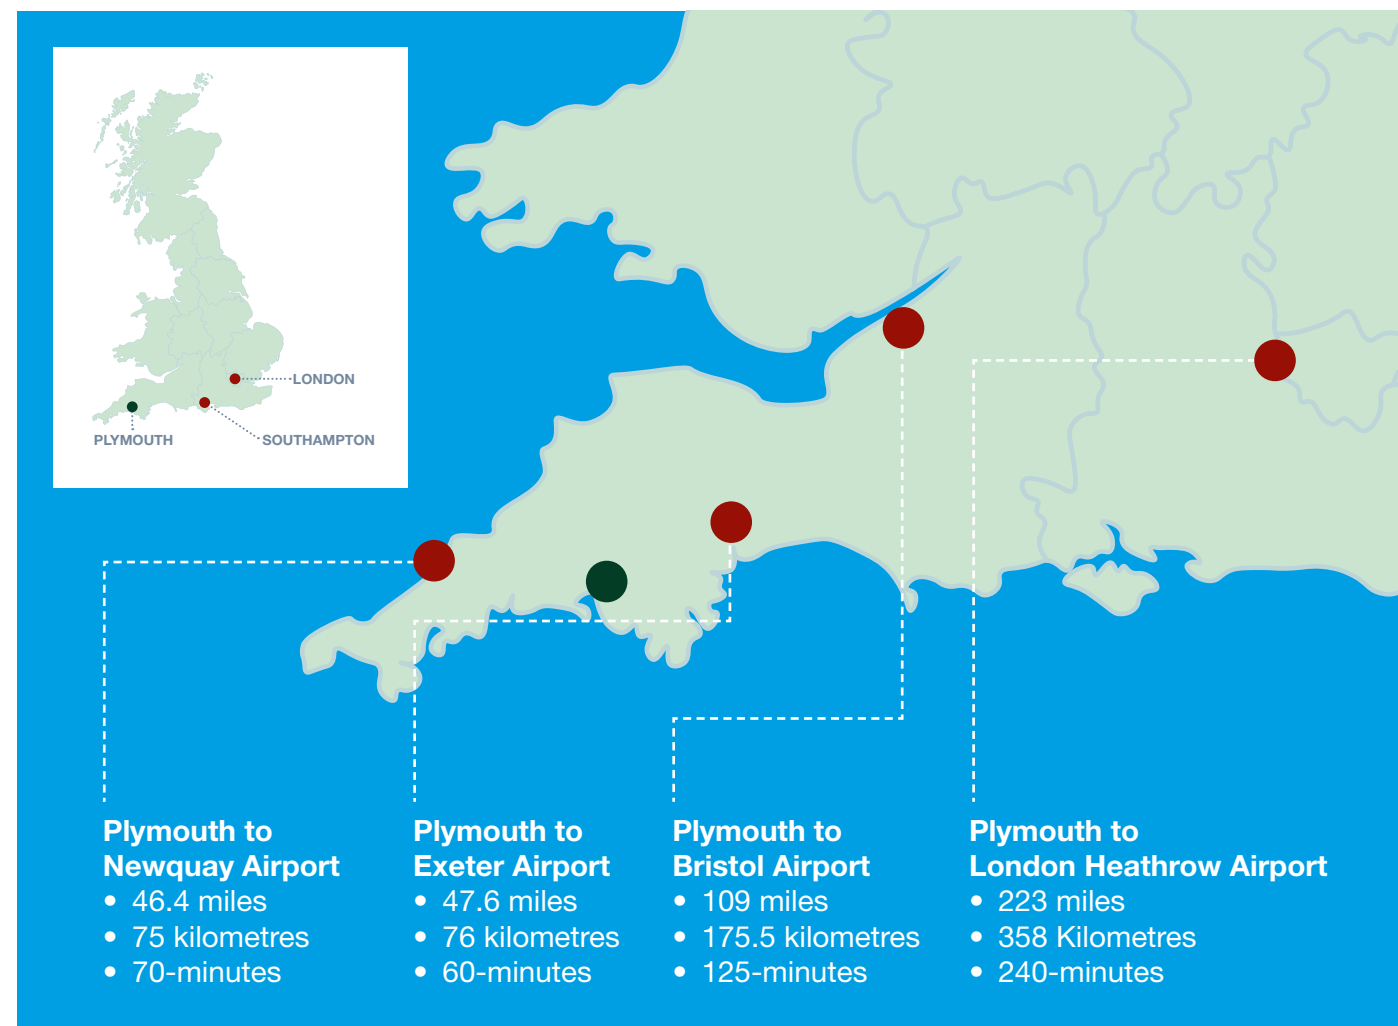 LONDON
PLYMOUTH
SOUTHAMPTON
Plymouth to
Newquay Airport
• 46.4 miles
• 75 kilometres
• 70-minutes
Plymouth to
Exeter Airport
• 47.6 miles
• 76 kilometres
• 60-minutes
Plymouth to
Bristol Airport
• 109 miles
• 175.5 kilometres
• 125-minutes
Plymouth to
London Heathrow Airport
• 223 miles
• 358 Kilometres
• 240-minutes